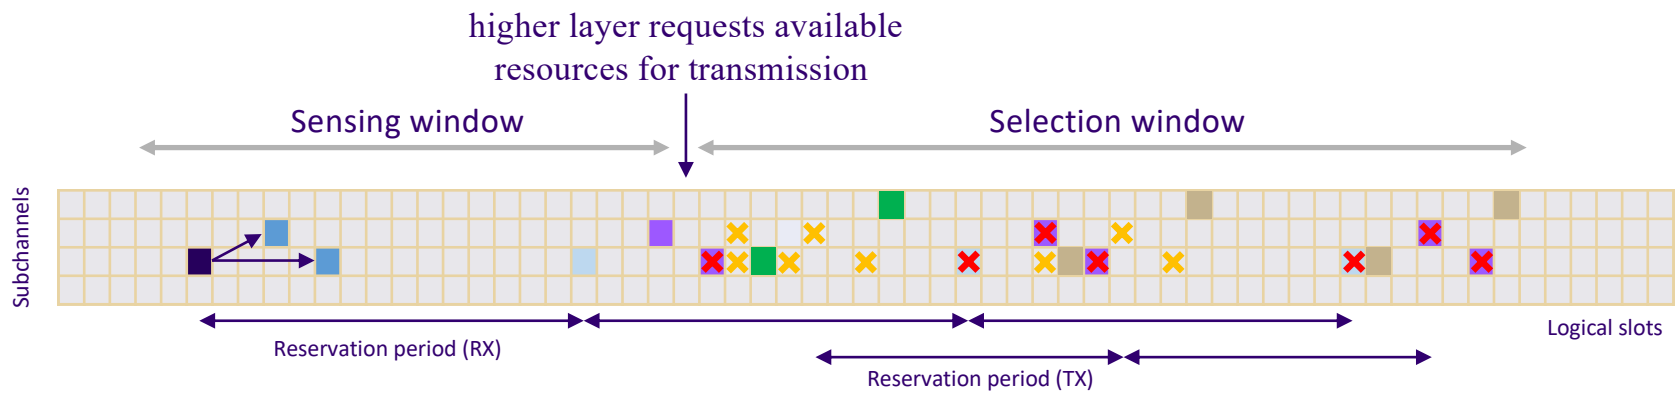 higher layer requests available
resources for transmission
Sensing window
Selection window
Subchannels
Logical slots
Reservation period (RX)
Reservation period (TX)